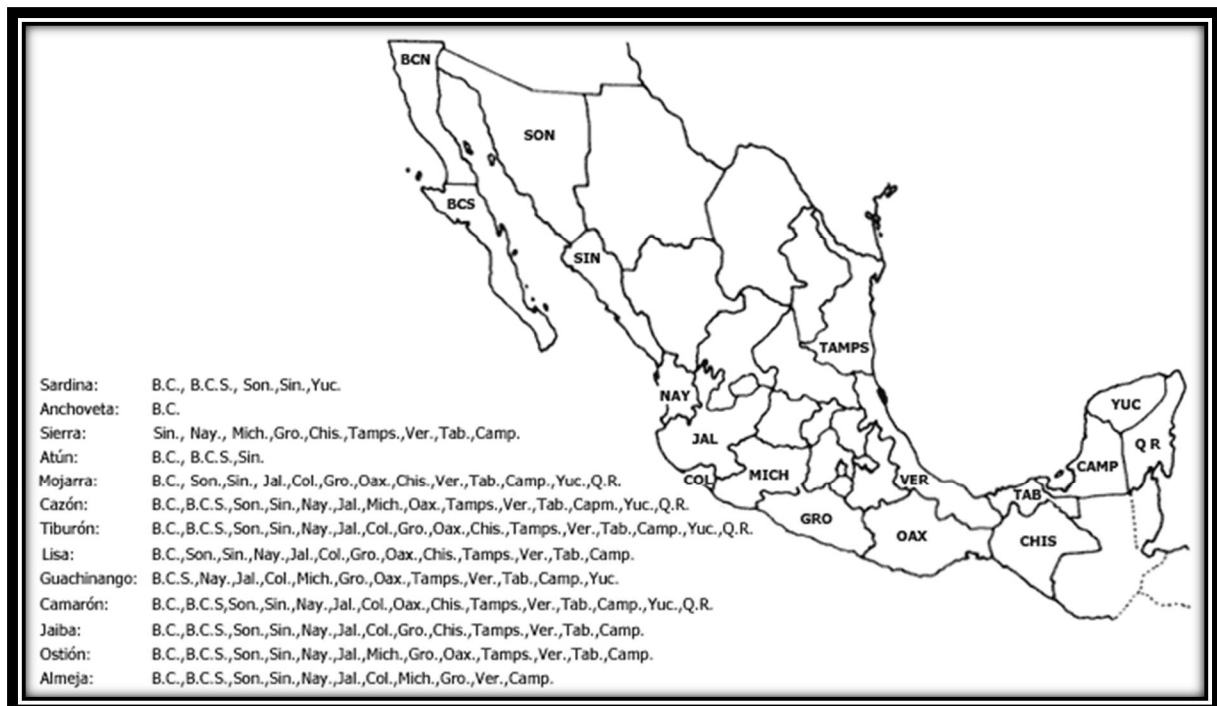 BCN
SON
BCS
SIN
TAMPS
NAY
YUC
JAL
Q R
MICH
CAMP
COL
VER
TAB
GRO
OAX
CHIS
Sardina: B.C., B.C.S., Son.,Sin.,Yuc.
Anchoveta: B.C.
Sierra: Sin., Nay., Mich.,Gro.,Chis.,Tamps.,Ver.,Tab.,Camp.
Atún: B.C., B.C.S.,Sin.
Mojarra: B.C., Son.,Sin., Jal.,Col.,Gro.,Oax.,Chis.,Ver.,Tab.,Camp.,Yuc.,Q.R.
Cazón: B.C.,B.C.S.,Son.,Sin.,Nay.,Jal.,Mich.,Oax.,Tamps.,Ver.,Tab.,Capm.,Yuc.,Q.R.
Tiburón: B.C.,B.C.S.,Son.,Sin.,Nay.,Jal.,Col.,Gro.,Oax.,Chis.,Tamps.,Ver.,Tab.,Camp.,Yuc.,Q.R.
Lisa: B.C.,Son.,Sin.,Nay.,Jal.,Col.,Gro.,Oax.,Chis.,Tamps.,Ver.,Tab.,Camp.
Guachinango: B.C.S.,Nay.,Jal.,Col.,Mich.,Gro.,Oax.,Tamps.,Ver.,Tab.,Camp.,Yuc.
Camarón: B.C.,B.C.S,Son.,Sin.,Nay.,Jal.,Col.,Oax.,Chis.,Tamps.,Ver.,Tab.,Camp.,Yuc.,Q.R.
Jaiba: B.C.,B.C.S.,Son.,Sin.,Nay.,Jal.,Col.,Gro.,Chis.,Tamps.,Ver.,Tab.,Camp.
Ostión: B.C.,B.C.S.,Son.,Sin.,Nay.,Jal.,Mich.,Gro.,Oax.,Tamps.,Ver.,Tab.,Camp.
Almeja: B.C.,B.C.S.,Son.,Sin.,Nay.,Jal.,Col.,Mich.,Gro.,Ver.,Camp.